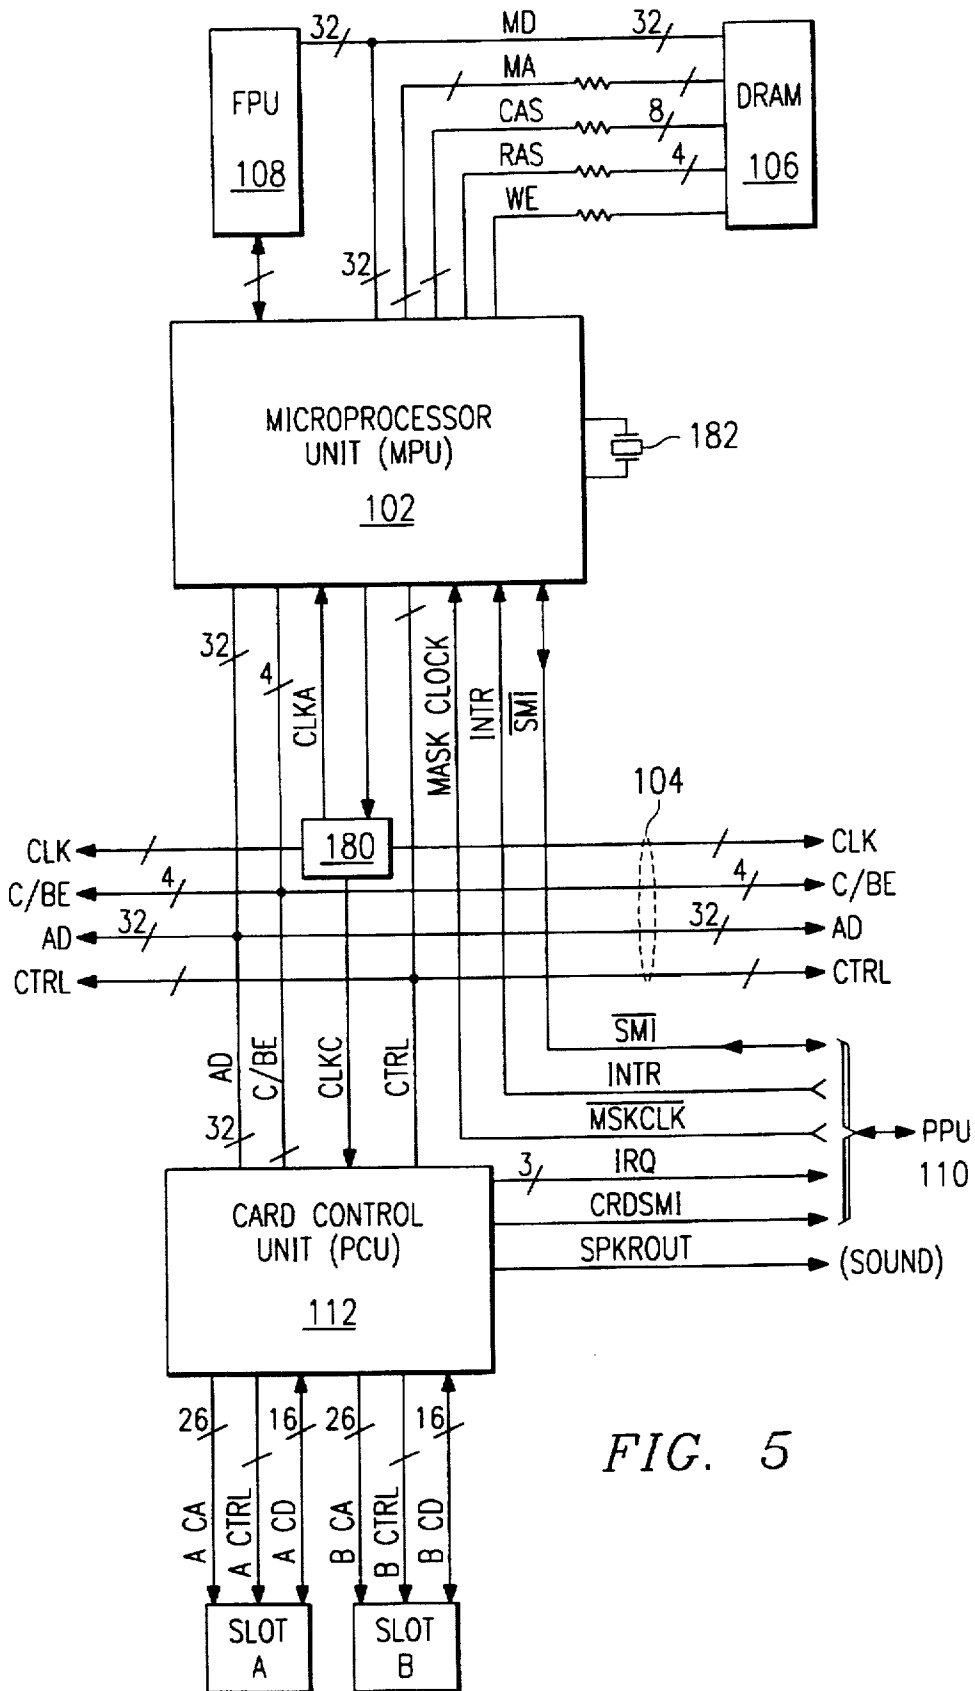 32 MD 32
FPU
108
MA
DRAM
106
CAS 8
RAS 4
WE
32
MICROPROCESSOR
UNIT (MPU)
102
182
32
4
CLKA
MASK CLOCK
INTR
S̅M̅I̅
104
CLK 180 CLK
C/BE 4 4 C/BE
AD 32 32 AD
CTRL CTRL
AD
C/BE
CLKC
CTRL
32
S̅M̅I̅
INTR
M̅S̅K̅C̅L̅K̅
PPU
110
3 IRQ
CRDSMI
SPKROUT (SOUND)
CARD CONTROL
UNIT (PCU)
112
26 16 26 16
A CA
A CTRL
A CD
B CA
B CTRL
B CD
SLOT
A
SLOT
B
FIG. 5